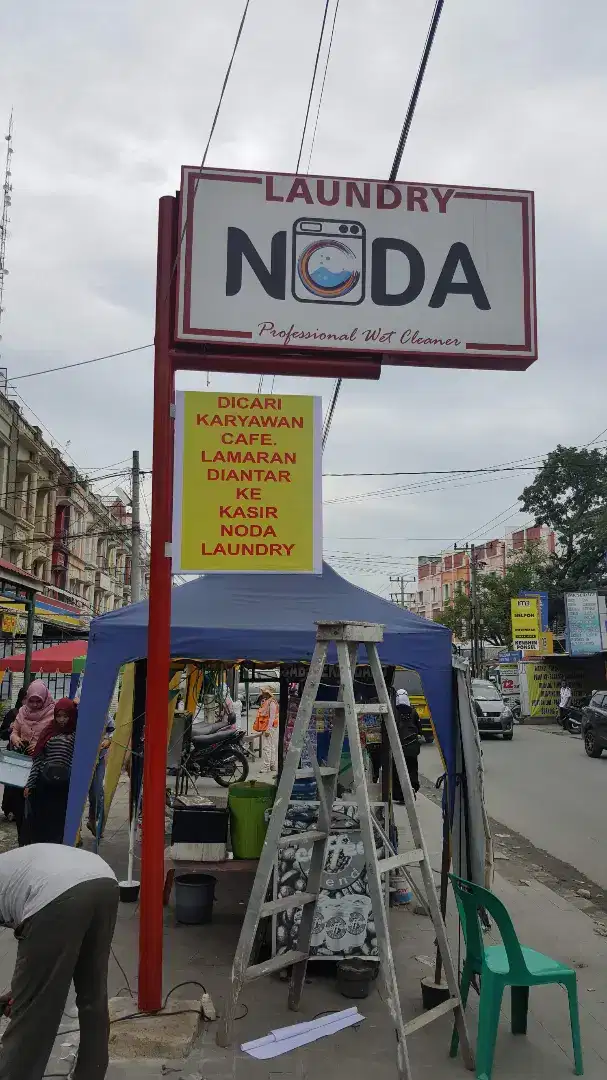 LAUNDRY
NODA
Professional Wet Cleaner
DICARI
KARYAWAN
CAFE.
LAMARAN
DIANTAR
KE
KASIR
NODA
LAUNDRY